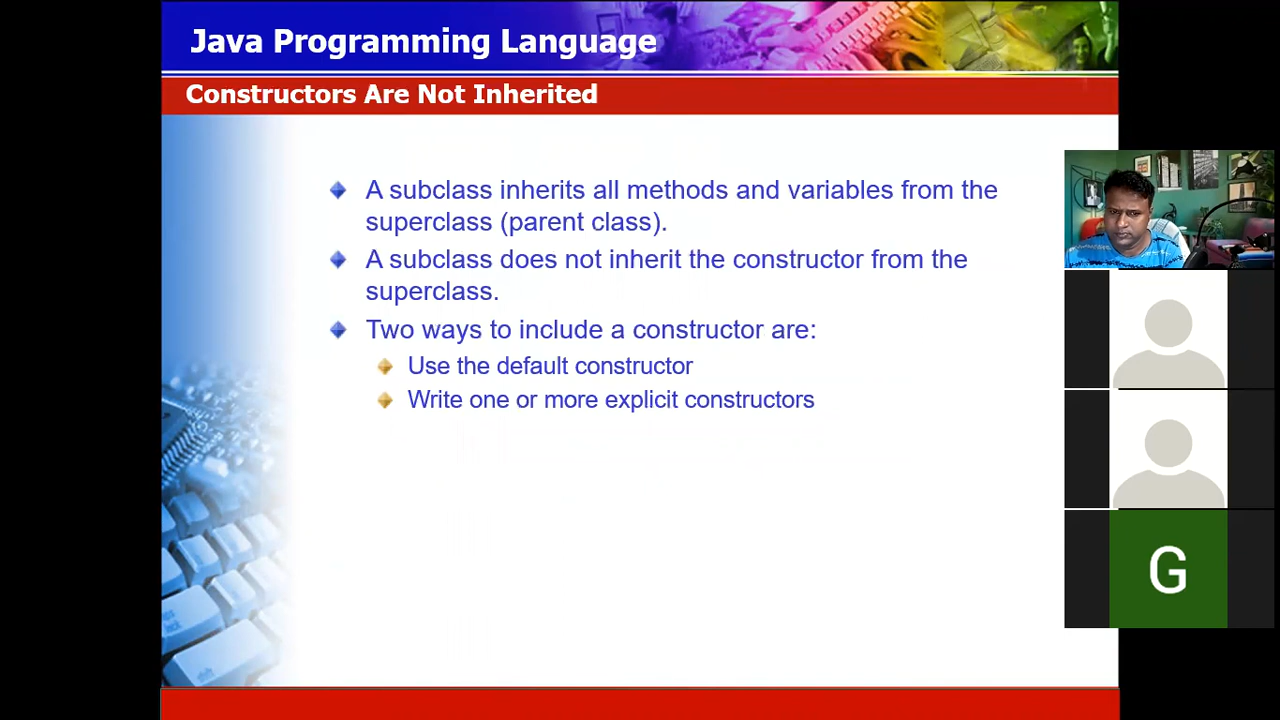 Java Programming Language
Constructors Are Not Inherited
A subclass inherits all methods and variables from the
superclass (parent class).
A subclass does not inherit the constructor from the
superclass.
Two ways to include a constructor are:
Use the default constructor
Write one or more explicit constructors
G